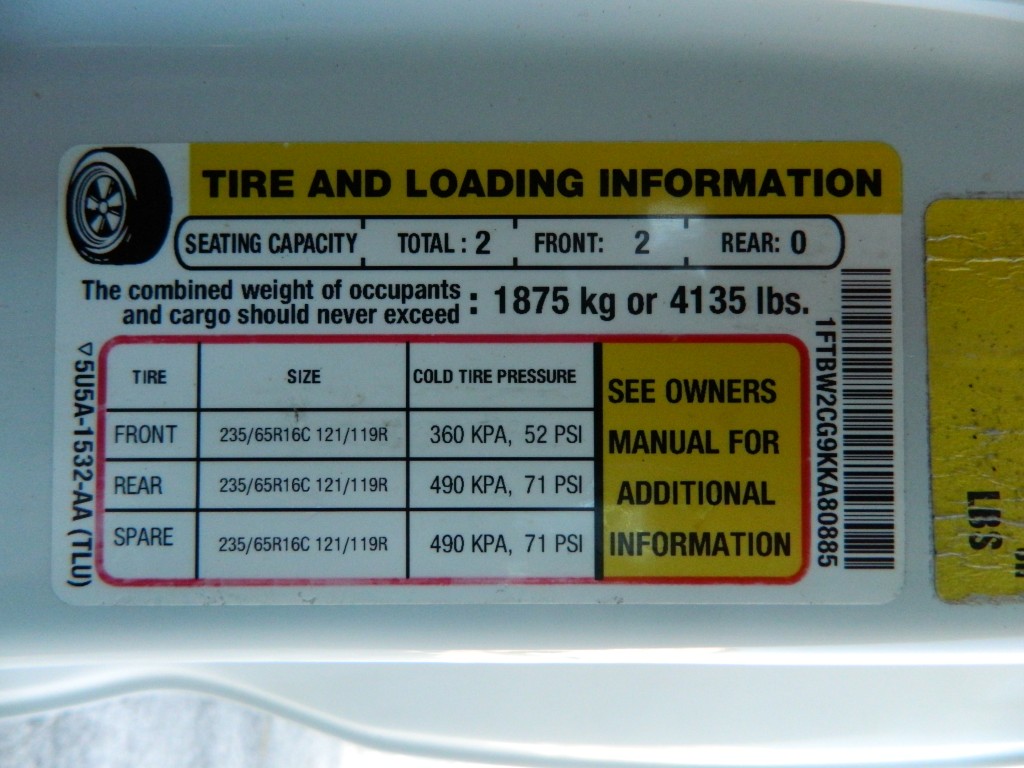 TIRE AND LOADING INFORMATION
SEATING CAPACITY TOTAL : 2 FRONT: 2 REAR: 0
The combined weight of occupants
and cargo should never exceed : 1875 kg or 4135 lbs.
TIRE SIZE COLD TIRE PRESSURE
FRONT 235/65R16C 121/119R 360 KPA, 52 PSI
REAR 235/65R16C 121/119R 490 KPA, 71 PSI
SPARE 235/65R16C 121/119R 490 KPA, 71 PSI
SEE OWNERS
MANUAL FOR
ADDITIONAL
INFORMATION
5U5A-1532-AA (TLU)
1FTBW2CG9KKA80885
LBS